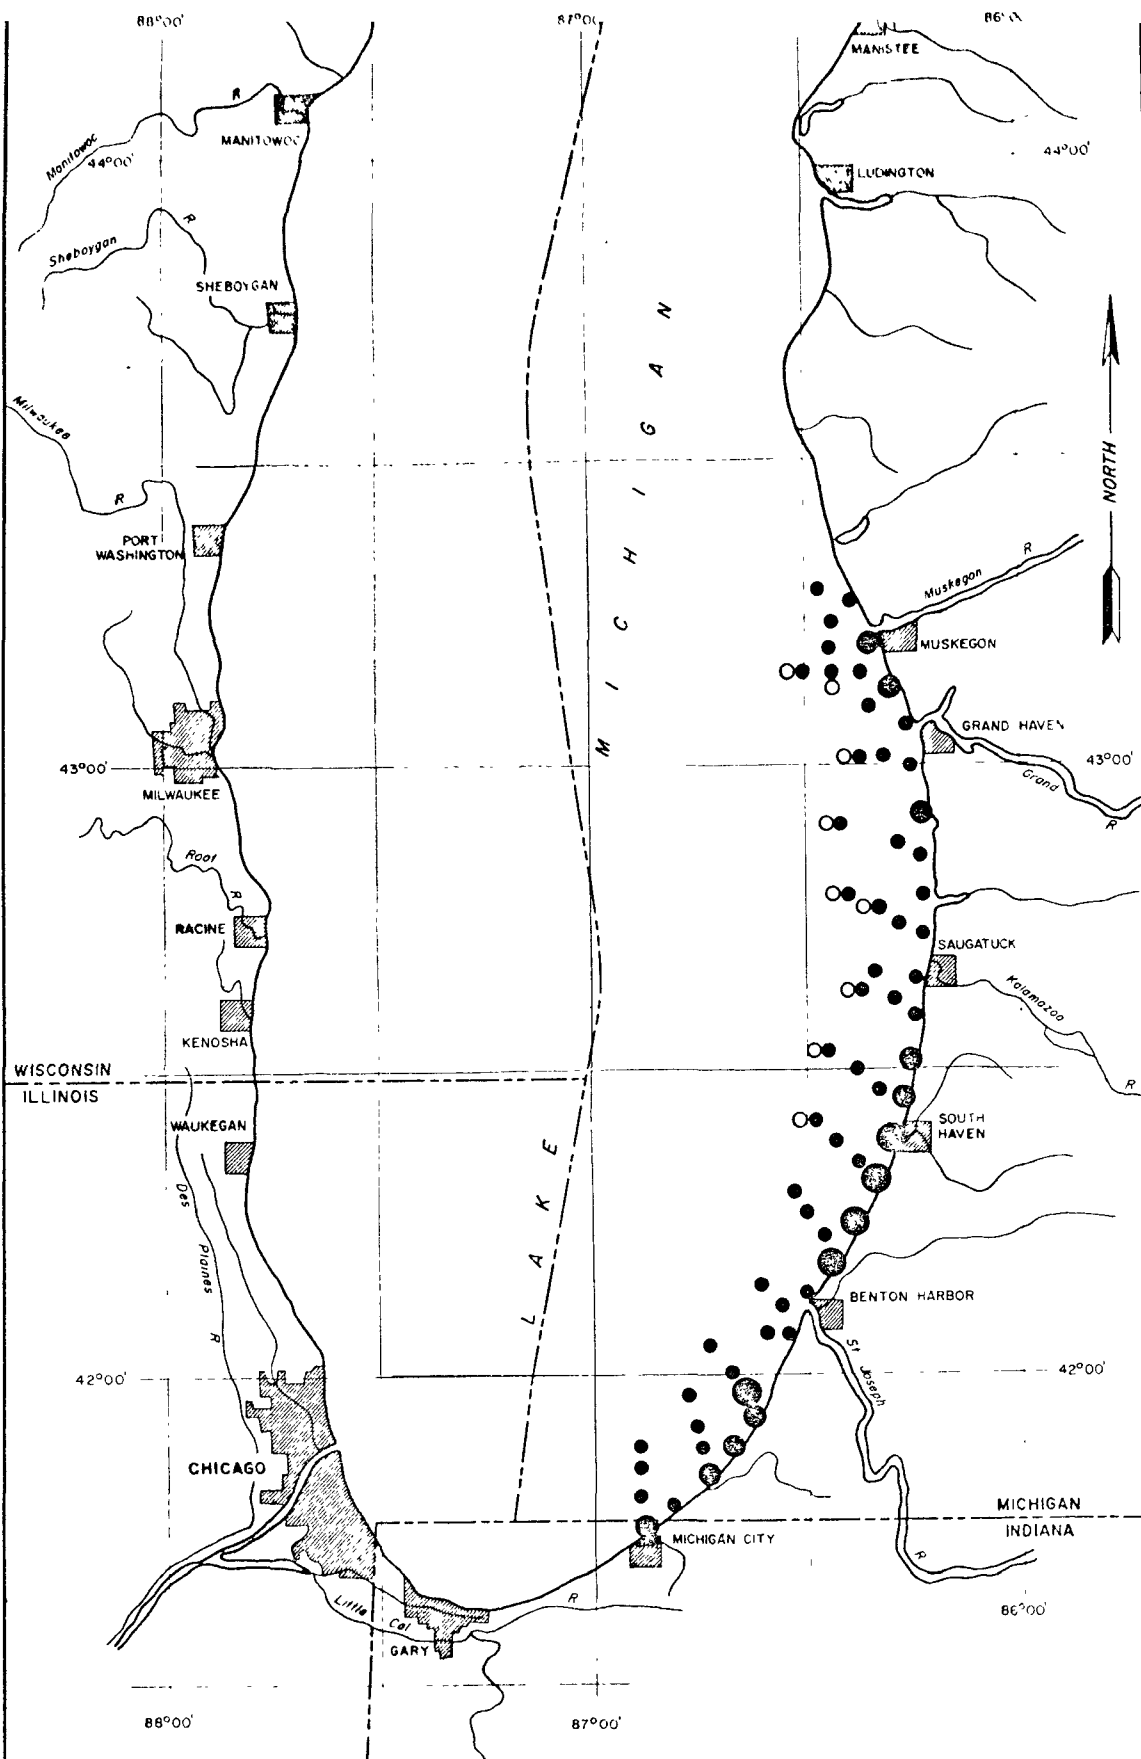 88°00'
87°00'
MANISTEE
R
MANITOWOC
Manitowoc
44°00'
44°00'
LUDINGTON
R
Sheboygan
SHEBOYGAN
Milwaukee
R
NORTH
PORT
WASHINGTON
R
Muskegon
MUSKEGON
GRAND HAVEN
43°00'
43°00'
Grand
R
MILWAUKEE
Root
R
RACINE
SAUGATUCK
Kalamazoo
R
KENOSHA
WISCONSIN
ILLINOIS
WAUKEGAN
SOUTH
HAVEN
LAKE MICHIGAN
Des Plaines R
BENTON HARBOR
St Joseph
R
42°00'
42°00'
CHICAGO
MICHIGAN
INDIANA
MICHIGAN CITY
Little Cal R
GARY
86°00'
88°00'
87°00'